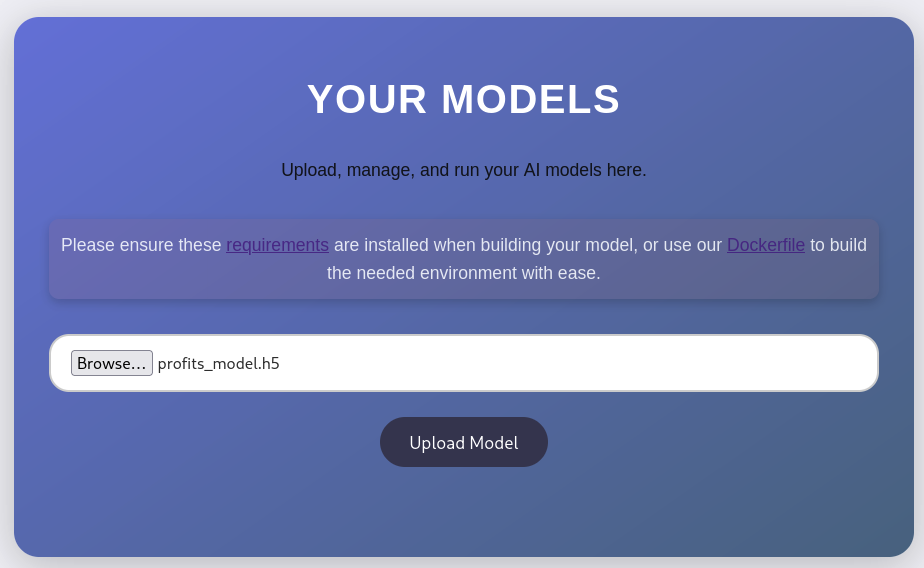 YOUR MODELS
Upload, manage, and run your AI models here.
Please ensure these requirements are installed when building your model, or use our Dockerfile to build
the needed environment with ease.
Browse... profits_model.h5
Upload Model